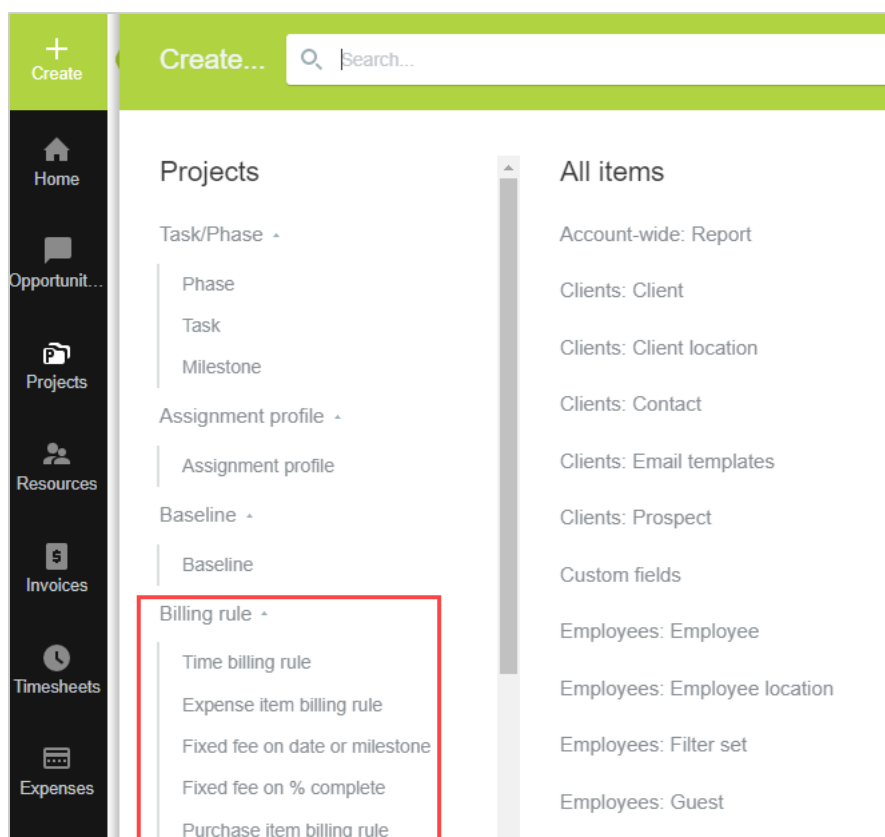 Create
Home
Opportunit...
Projects
Resources
Invoices
Timesheets
Expenses
Create...
Search...
Projects
Task/Phase
Phase
Task
Milestone
Assignment profile
Assignment profile
Baseline
Baseline
Billing rule
Time billing rule
Expense item billing rule
Fixed fee on date or milestone
Fixed fee on % complete
Purchase item billing rule
All items
Account-wide: Report
Clients: Client
Clients: Client location
Clients: Contact
Clients: Email templates
Clients: Prospect
Custom fields
Employees: Employee
Employees: Employee location
Employees: Filter set
Employees: Guest